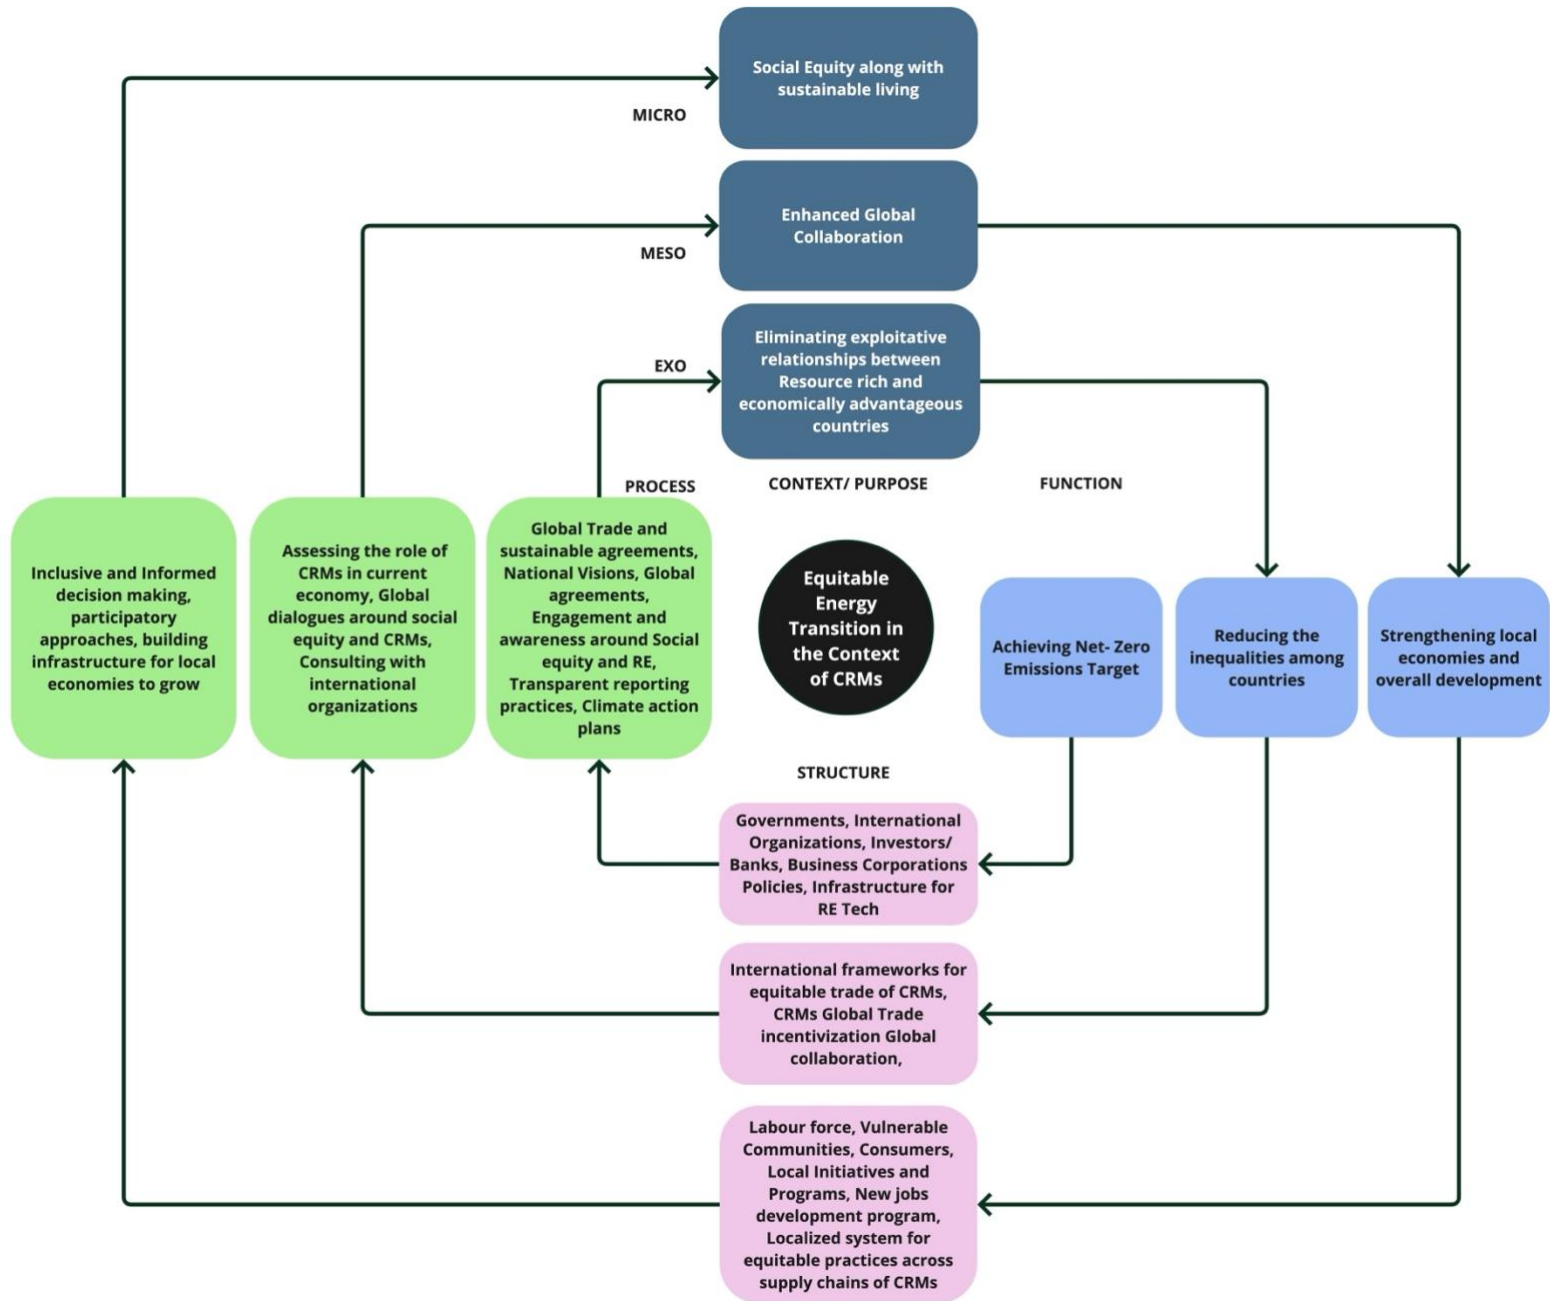 Social Equity along with
sustainable living
MICRO
Enhanced Global
Collaboration
MESO
Eliminating exploitative
relationships between
Resource rich and
economically advantageous
countries
EXO
PROCESS
CONTEXT/ PURPOSE
FUNCTION
Inclusive and Informed
decision making,
participatory
approaches, building
infrastructure for local
economies to grow
Assessing the role of
CRMs in current
economy, Global
dialogues around social
equity and CRMs,
Consulting with
international
organizations
Global Trade and
sustainable agreements,
National Visions, Global
agreements,
Engagement and
awareness around Social
equity and RE,
Transparent reporting
practices, Climate action
plans
Equitable
Energy
Transition in
the Context
of CRMs
Achieving Net- Zero
Emissions Target
Reducing the
inequalities among
countries
Strengthening local
economies and
overall development
STRUCTURE
Governments, International
Organizations, Investors/
Banks, Business Corporations
Policies, Infrastructure for
RE Tech
International frameworks for
equitable trade of CRMs,
CRMs Global Trade
incentivization Global
collaboration,
Labour force, Vulnerable
Communities, Consumers,
Local Initiatives and
Programs, New jobs
development program,
Localized system for
equitable practices across
supply chains of CRMs